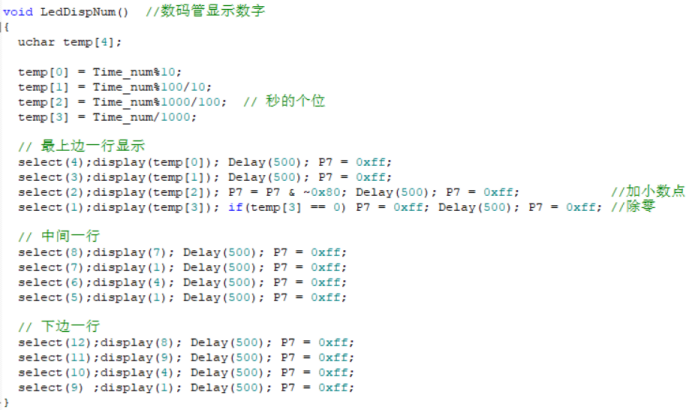 void LedDispNum()  //数码管显示数字
{
  uchar temp[4];
  temp[0] = Time_num%10;
  temp[1] = Time_num%100/10;
  temp[2] = Time_num%1000/100;  // 秒的个位
  temp[3] = Time_num/1000;
  // 最上边一行显示
  select(4);display(temp[0]); Delay(500); P7 = 0xff;
  select(3);display(temp[1]); Delay(500); P7 = 0xff;
  select(2);display(temp[2]); P7 = P7 & ~0x80; Delay(500); P7 = 0xff;            //加小数点
  select(1);display(temp[3]); if(temp[3] == 0) P7 = 0xff; Delay(500); P7 = 0xff; //除零
  // 中间一行
  select(8);display(7); Delay(500); P7 = 0xff;
  select(7);display(1); Delay(500); P7 = 0xff;
  select(6);display(4); Delay(500); P7 = 0xff;
  select(5);display(1); Delay(500); P7 = 0xff;
  // 下边一行
  select(12);display(8); Delay(500); P7 = 0xff;
  select(11);display(9); Delay(500); P7 = 0xff;
  select(10);display(4); Delay(500); P7 = 0xff;
  select(9) ;display(1); Delay(500); P7 = 0xff;
}